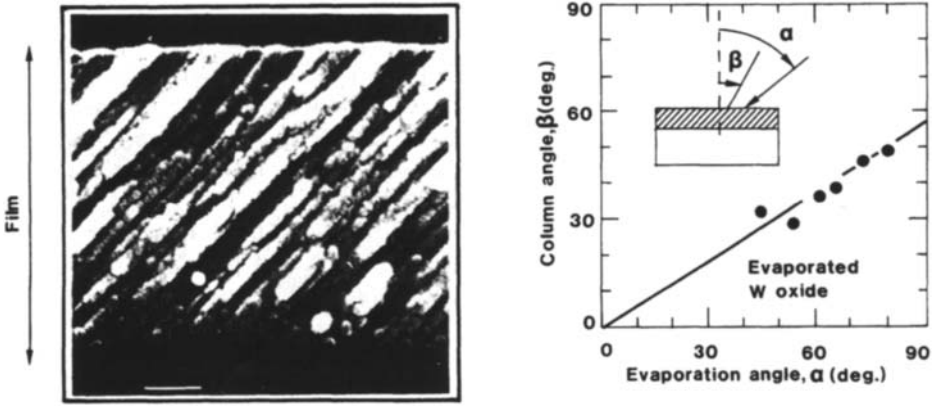 Film
Column angle, β (deg.)
90
60
30
0
α
β
Evaporated
W oxide
0 30 60 90
Evaporation angle, α (deg.)